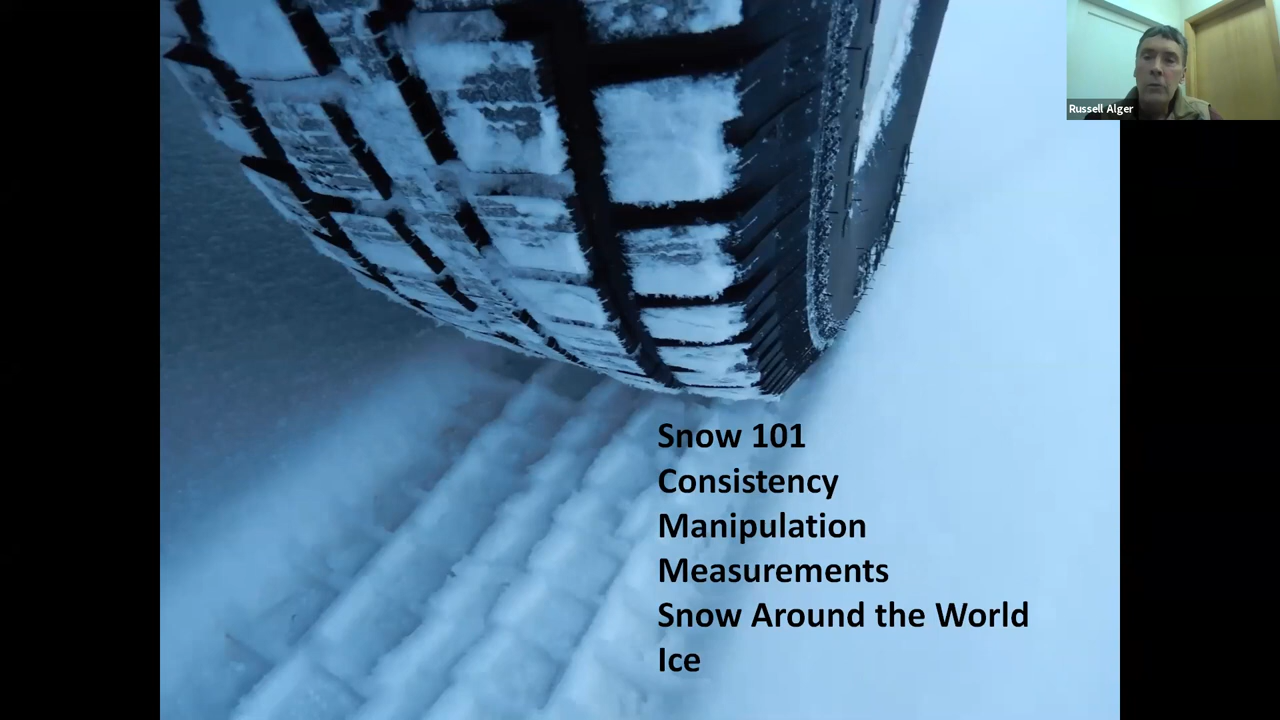 Russell Alger
Snow 101
Consistency
Manipulation
Measurements
Snow Around the World
Ice